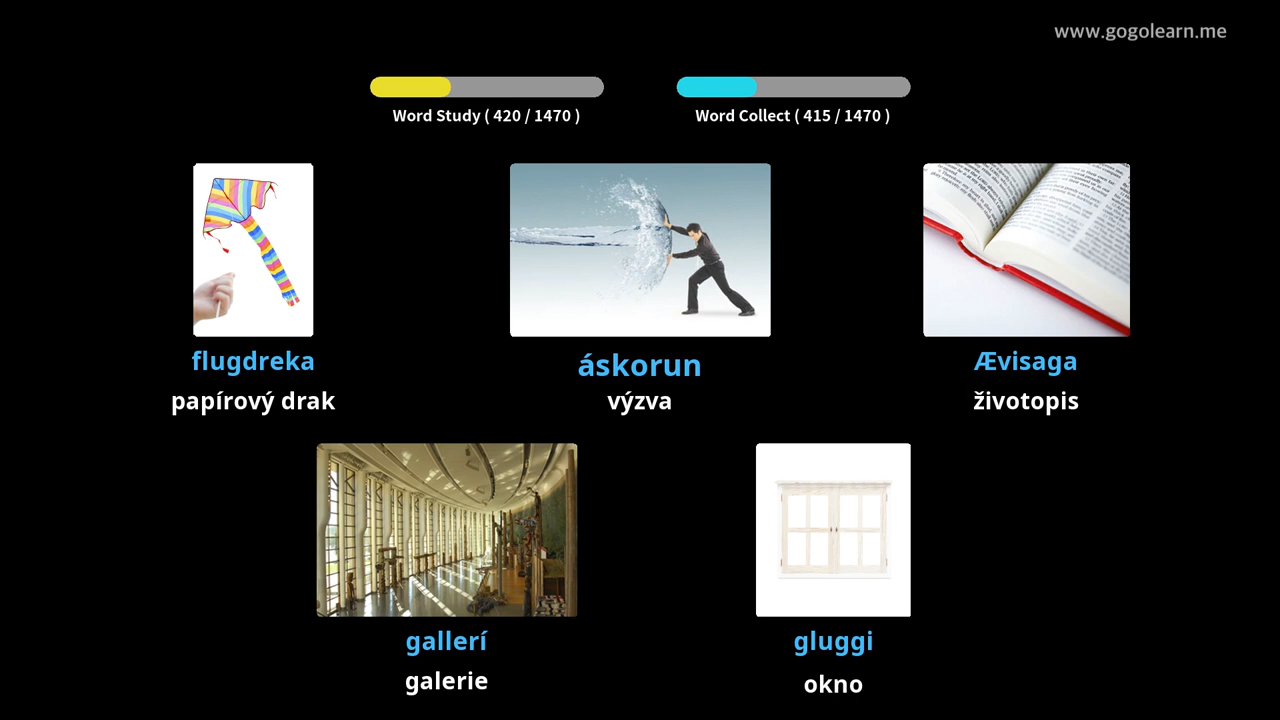 www.gogolearn.me
Word Study ( 420 / 1470 )
Word Collect ( 415 / 1470 )
flugdreka
papírový drak
áskorun
výzva
Ævisaga
životopis
gallerí
galerie
gluggi
okno